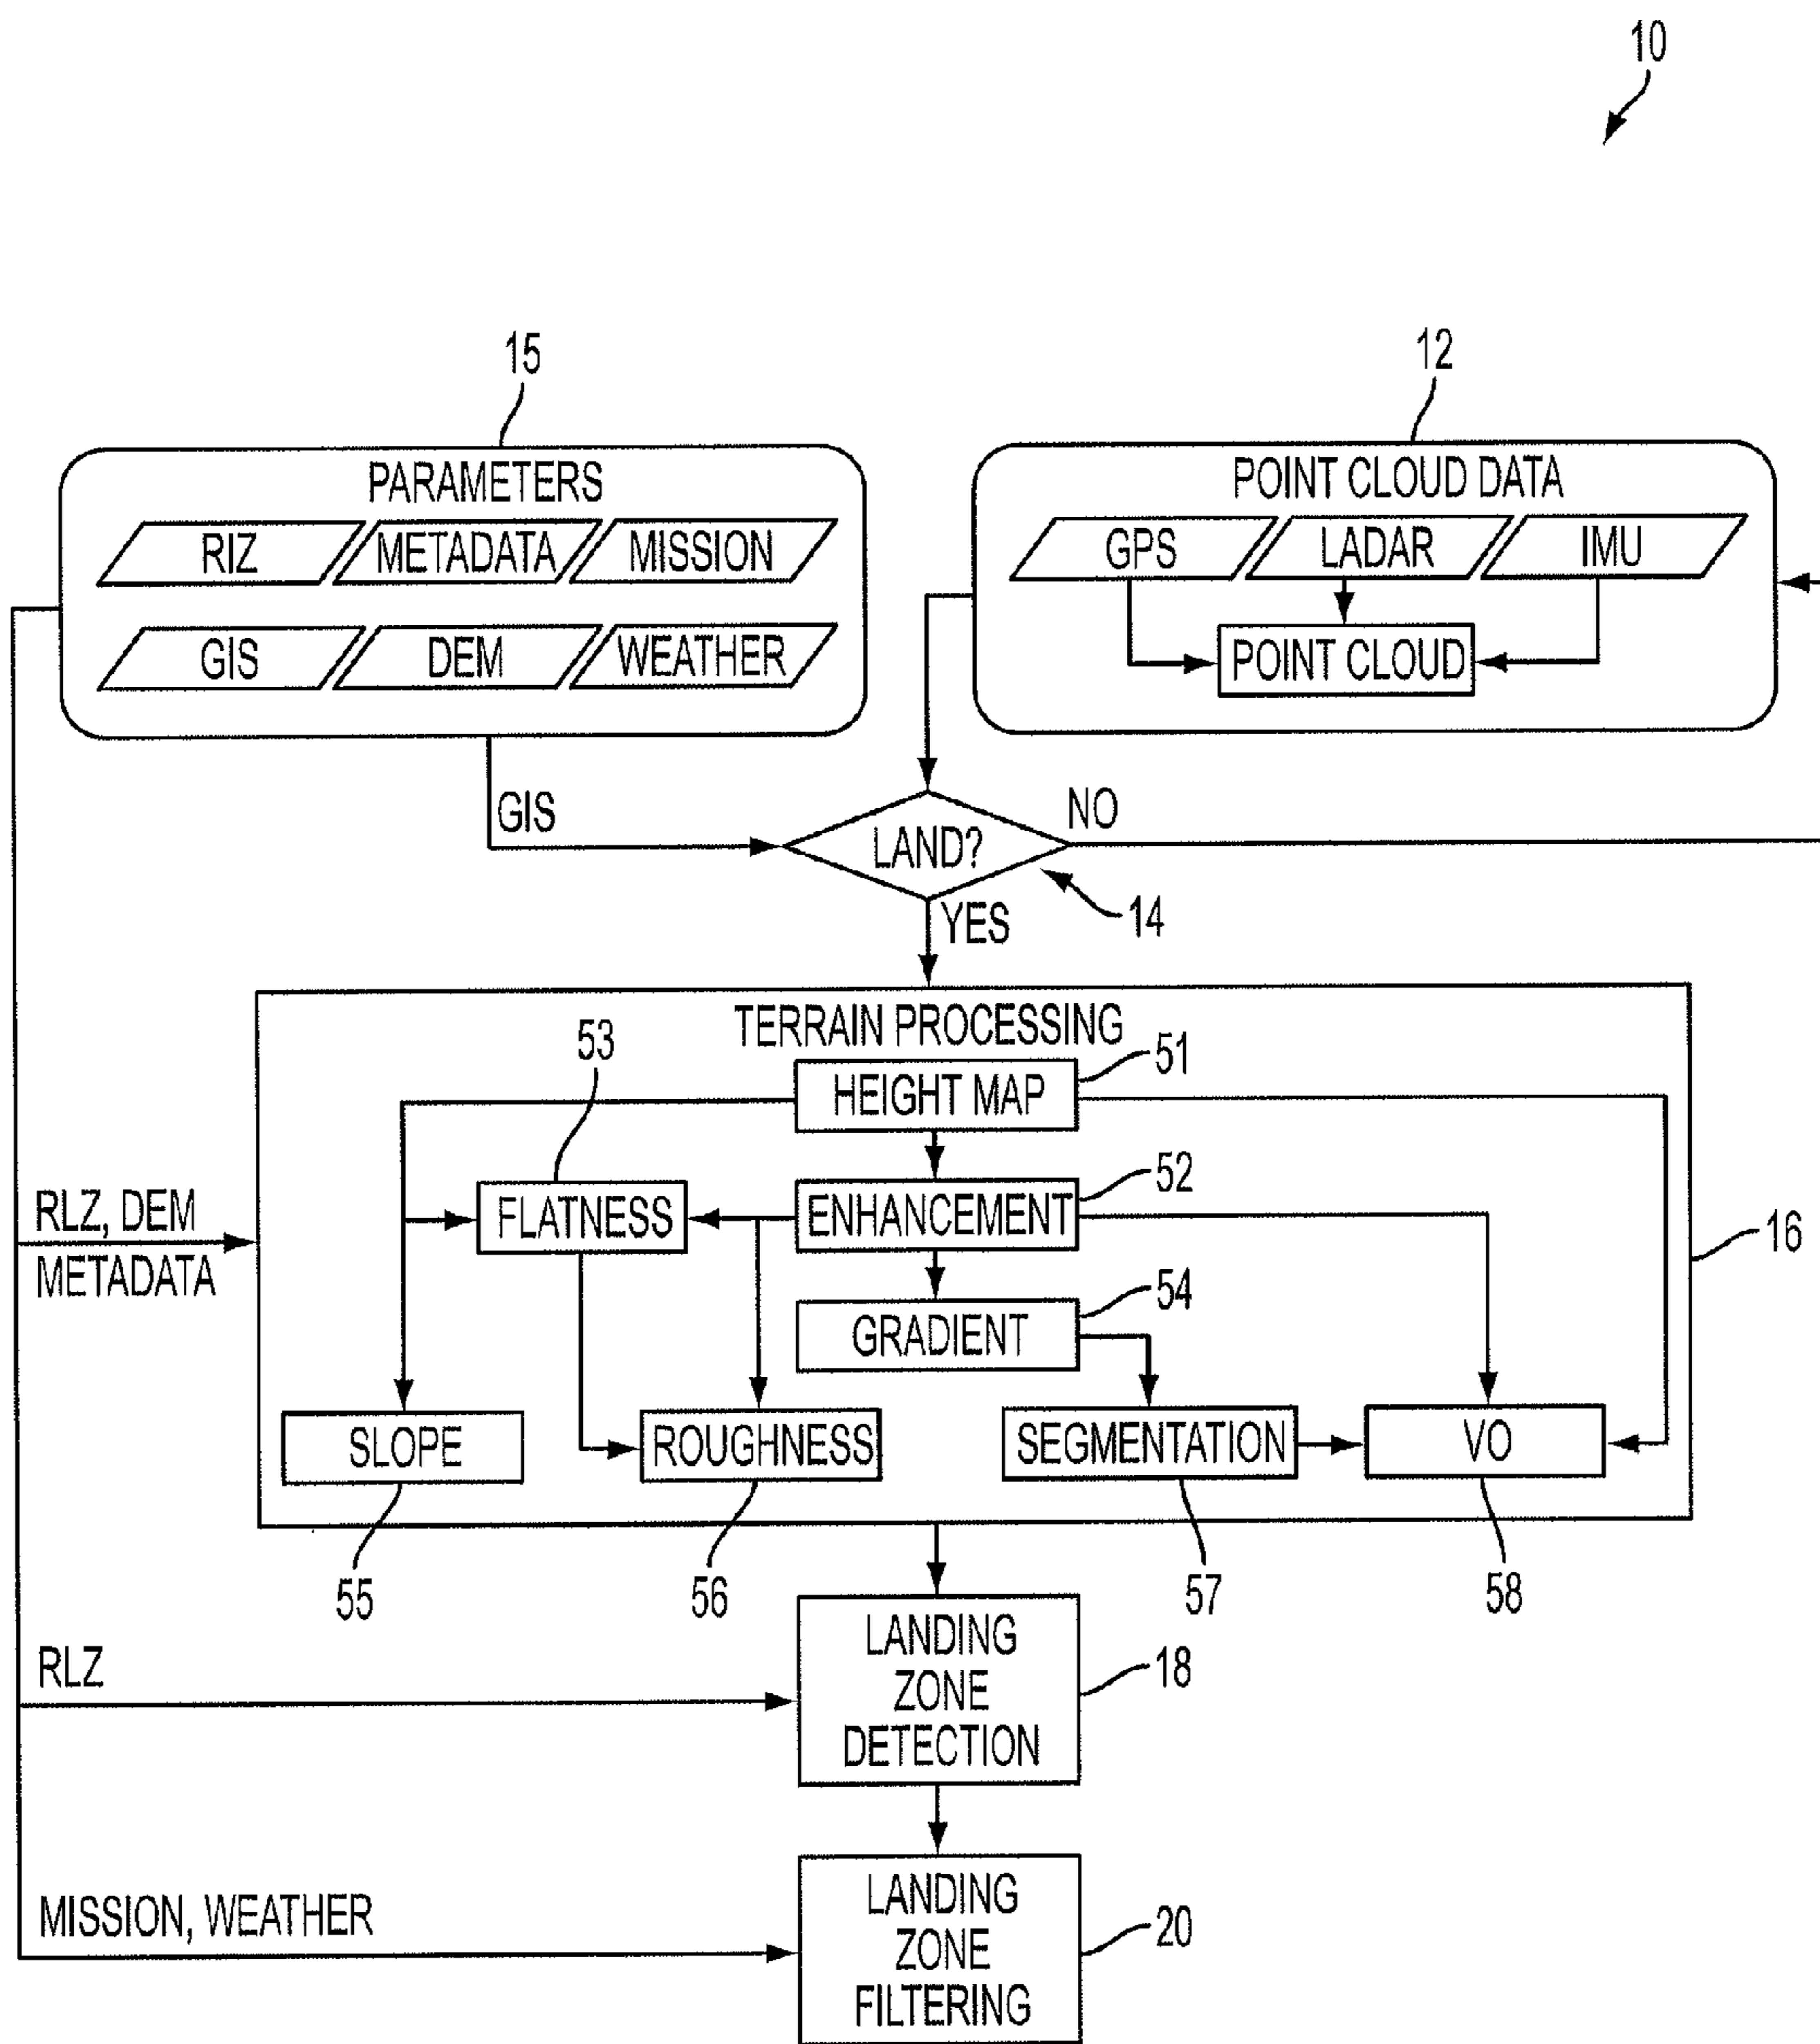 10
15
12
PARAMETERS
RIZ METADATA MISSION
GIS DEM WEATHER
POINT CLOUD DATA
GPS LADAR IMU
POINT CLOUD
GIS
LAND?
NO
14
YES
TERRAIN PROCESSING
53
HEIGHT MAP
51
FLATNESS
ENHANCEMENT
52
RLZ, DEM
METADATA
16
GRADIENT
54
SLOPE
ROUGHNESS
SEGMENTATION
VO
55
56
57
58
RLZ
LANDING
ZONE
DETECTION
18
MISSION, WEATHER
LANDING
ZONE
FILTERING
20